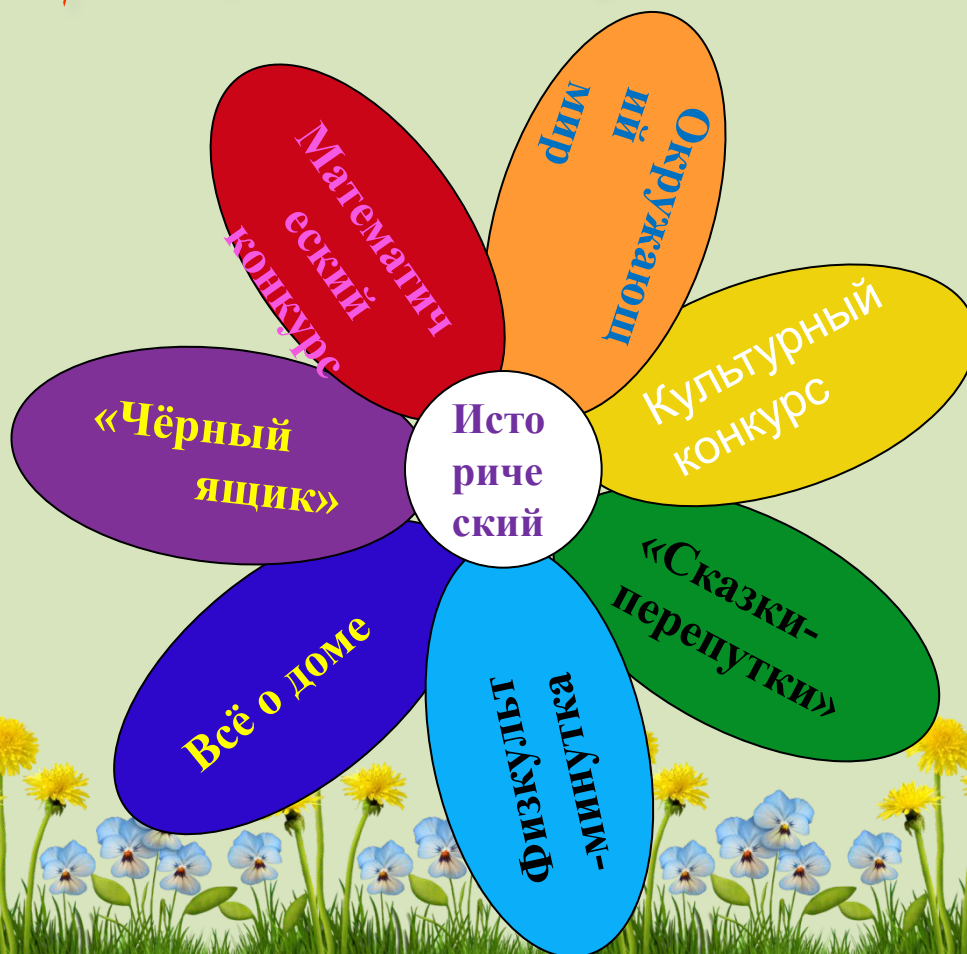 Математич
еский
конкурс
Окружающ
ий
мир
Культурный
конкурс
«Чёрный
ящик»
Исто
риче
ский
«Сказки-
перепутки»
Всё о доме
Физкульт
-минутка